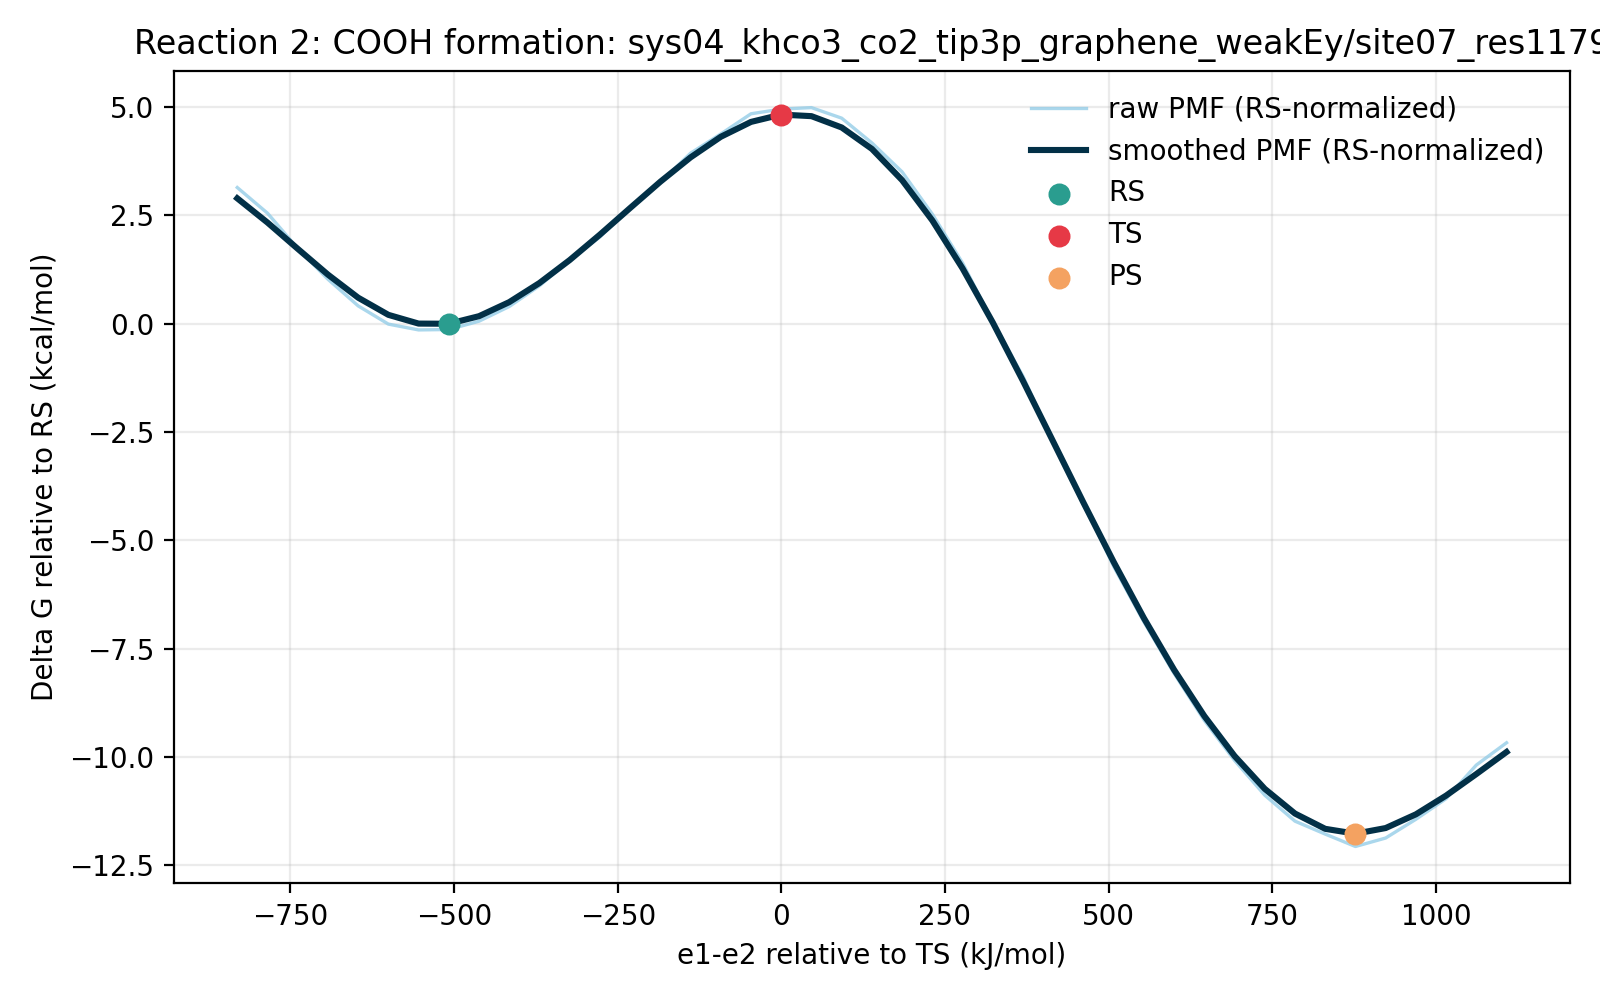 Reaction 2: COOH formation: sys04_khco3_co2_tip3p_graphene_weakEy/site07_res1179
raw PMF (RS-normalized)
smoothed PMF (RS-normalized)
RS
TS
PS
5.0
2.5
0.0
−2.5
−5.0
−7.5
−10.0
−12.5
Delta G relative to RS (kcal/mol)
−750
−500
−250
0
250
500
750
1000
e1-e2 relative to TS (kJ/mol)